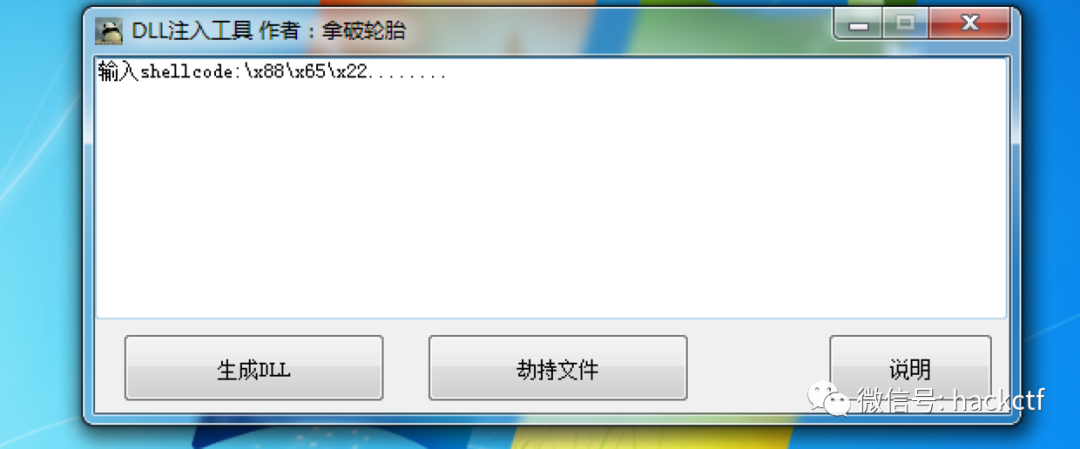 DLL注入工具 作者：拿破轮胎
输入shellcode:\x88\x65\x22........
生成DLL
劫持文件
说明
微信号: hackctf